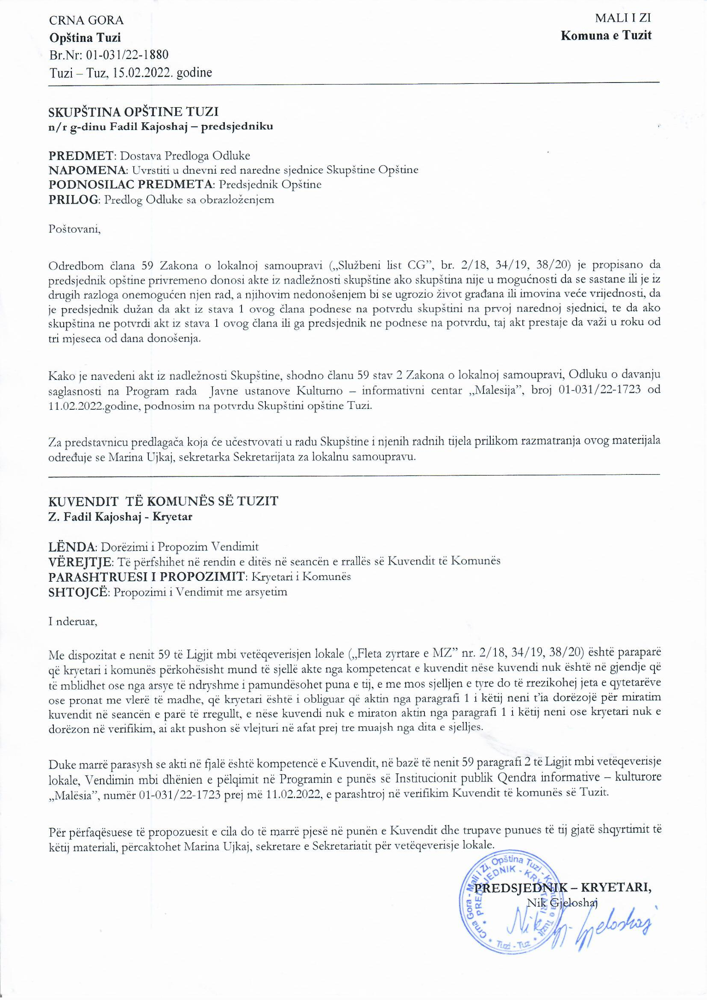 CRNA GORA
MALI I ZI
Opština Tuzi
Komuna e Tuzit
Br.Nr: 01-031/22-1880
Tuzi – Tuz, 15.02.2022. godine
SKUPŠTINA OPŠTINE TUZI
n/r g-dinu Fadil Kajoshaj – predsjedniku
PREDMET: Dostava Predloga Odluke
NAPOMENA: Uvrstiti u dnevni red naredne sjednice Skupštine Opštine
PODNOSILAC PREDMETA: Predsjednik Opštine
PRILOG: Predlog Odluke sa obrazloženjem
Poštovani,
Odredbom člana 59 Zakona o lokalnoj samoupravi („Službeni list CG”, br. 2/18, 34/19, 38/20) je propisano da
predsjednik opštine privremeno donosi akte iz nadležnosti skupštine ako skupština nije u mogućnosti da se sastane ili je iz
drugih razloga onemogućen njen rad, a njihovim nedonošenjem bi se ugrozio život građana ili imovina veće vrijednosti, da
je predsjednik dužan da akt iz stava 1 ovog člana podnese na potvrdu skupštini na prvoj narednoj sjednici, te da ako
skupština ne potvrdi akt iz stava 1 ovog člana ili ga predsjednik ne podnese na potvrdu, taj akt prestaje da važi u roku od
tri mjeseca od dana donošenja.
Kako je navedeni akt iz nadležnosti Skupštine, shodno članu 59 stav 2 Zakona o lokalnoj samoupravi, Odluku o davanju
saglasnosti na Program rada Javne ustanove Kulturno – informativni centar „Malesija”, broj 01-031/22-1723 od
11.02.2022.godine, podnosim na potvrdu Skupštini opštine Tuzi.
Za predstavnicu predlagača koja će učestvovati u radu Skupštine i njenih radnih tijela prilikom razmatranja ovog materijala
određuje se Marina Ujkaj, sekretarka Sekretarijata za lokalnu samoupravu.
KUVENDIT TË KOMUNËS SË TUZIT
Z. Fadil Kajoshaj - Kryetar
LËNDA: Dorëzimi i Propozim Vendimit
VËREJTJE: Të përfshihet në rendin e ditës në seancën e rrallës së Kuvendit të Komunës
PARASHTRUESI I PROPOZIMIT: Kryetari i Komunës
SHTOJCË: Propozimi i Vendimit me arsyetim
I nderuar,
Me dispozitat e nenit 59 të Ligjit mbi vetëqeverisjen lokale („Fleta zyrtare e MZ” nr. 2/18, 34/19, 38/20) është paraparë
që kryetari i komunës përkohësisht mund të sjellë akte nga kompetencat e kuvendit nëse kuvendi nuk është në gjendje që
të mblidhet ose nga arsye të ndryshme i pamundësohet puna e tij, e me mos sjelljen e tyre do të rrezikohej jeta e qytetarëve
ose pronat me vlerë të madhe, që kryetari është i obliguar që aktin nga paragrafi 1 i këtij neni t’ia dorëzojë për miratim
kuvendit në seancën e parë të rregullt, e nëse kuvendi nuk e miraton aktin nga paragrafi 1 i këtij neni ose kryetari nuk e
dorëzon në verifikim, ai akt pushon së vlejturi në afat prej tre muajsh nga dita e sjelljes.
Duke marrë parasysh se akti në fjalë është kompetencë e Kuvendit, në bazë të nenit 59 paragrafi 2 të Ligjit mbi vetëqeverisje
lokale, Vendimin mbi dhënien e pëlqimit në Programin e punës së Institucionit publik Qendra informative – kulturore
„Malësia”, numër 01-031/22-1723 prej më 11.02.2022, e parashtroj në verifikim Kuvendit të komunës së Tuzit.
Për përfaqësuese të propozuesit e cila do të marrë pjesë në punën e Kuvendit dhe trupave punues të tij gjatë shqyrtimit të
këtij materiali, përcaktohet Marina Ujkaj, sekretare e Sekretariatit për vetëqeverisje lokale.
PREDSJEDNIK – KRYETARI,
Nik Gjeloshaj
Nik Gj. Gjeloshaj
Crna Gora - Mali i Zi, Opština Tuzi - Komuna e Tuzit
* PREDSJEDNIK - KRYETARI *
* Tuzi - Tuz *